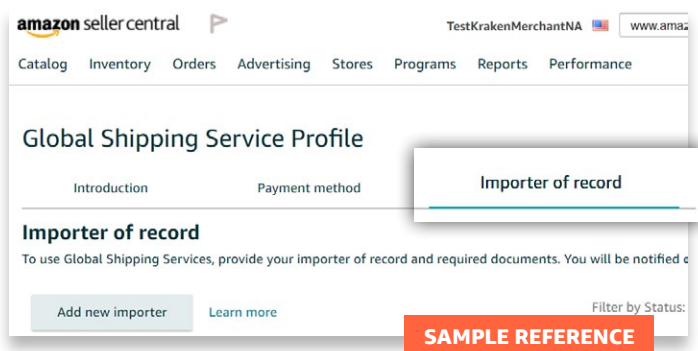 amazon seller central TestKrakenMerchantNA www.ama
Catalog Inventory Orders Advertising Stores Programs Reports Performance
Global Shipping Service Profile
Introduction Payment method Importer of record
Importer of record
To use Global Shipping Services, provide your importer of record and required documents. You will be notified
Add new importer Learn more Filter by Status:
SAMPLE REFERENCE